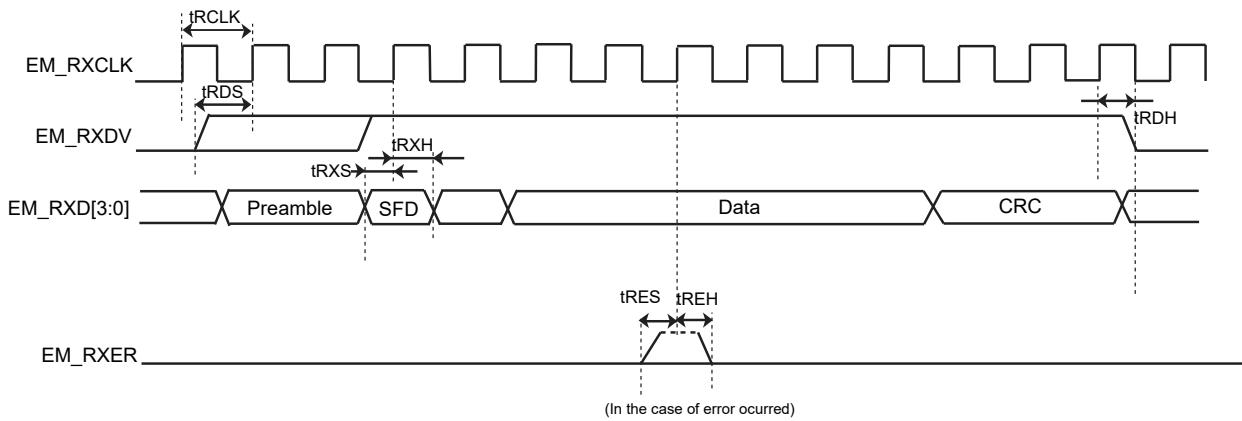 tRCLK
EM_RXCLK
tRDS
tRDH
EM_RXDV
tRXH
tRXS
EM_RXD[3:0]
Preamble
SFD
Data
CRC
tRES
tREH
EM_RXER
(In the case of error ocurred)